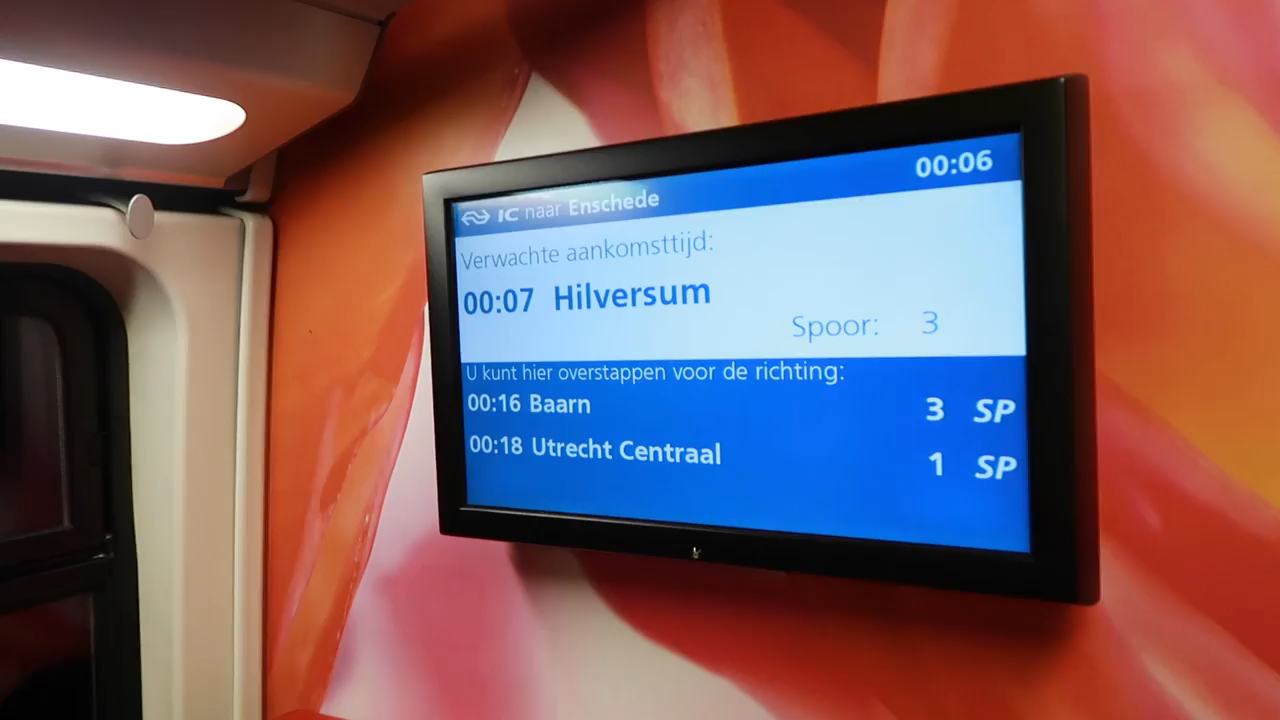 IC naar Enschede 00:06
Verwachte aankomsttijd:
00:07 Hilversum
Spoor: 3
U kunt hier overstappen voor de richting:
00:16 Baarn 3 SP
00:18 Utrecht Centraal 1 SP